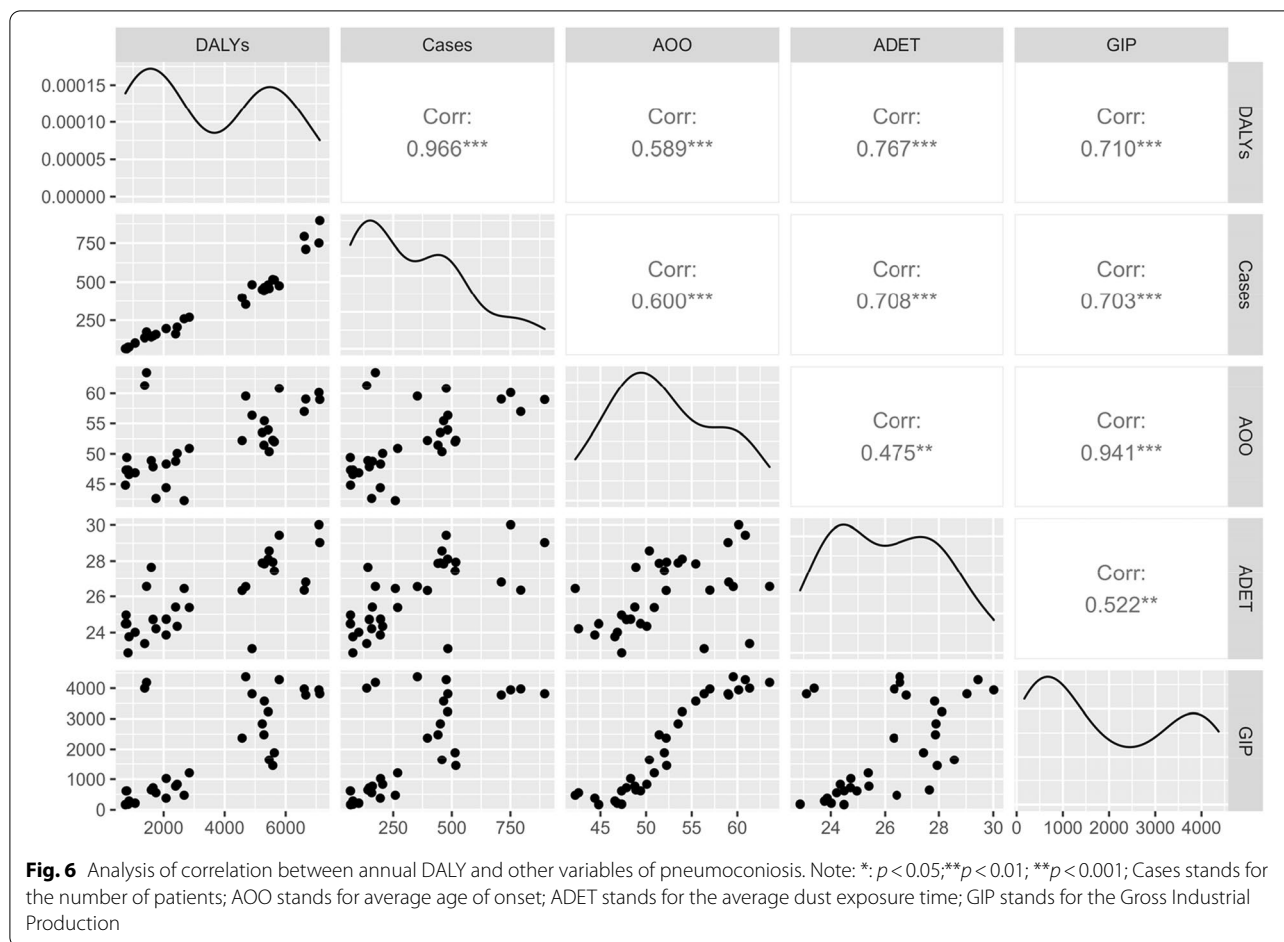 DALYs Cases AOO ADET GIP
0.00015
0.00010
0.00005
0.00000
Corr:
0.966***
Corr:
0.589***
Corr:
0.767***
Corr:
0.710***
DALYs
750
500
250
Corr:
0.600***
Corr:
0.708***
Corr:
0.703***
Cases
60
55
50
45
Corr:
0.475**
Corr:
0.941***
AOO
30
28
26
24
Corr:
0.522**
ADET
4000
3000
2000
1000
0
GIP
2000 4000 6000 250 500 750 45 50 55 60 24 26 28 30 0 1000 2000 3000 4000
Fig. 6 Analysis of correlation between annual DALY and other variables of pneumoconiosis. Note: *: p < 0.05;**p < 0.01; **p < 0.001; Cases stands for
the number of patients; AOO stands for average age of onset; ADET stands for the average dust exposure time; GIP stands for the Gross Industrial
Production